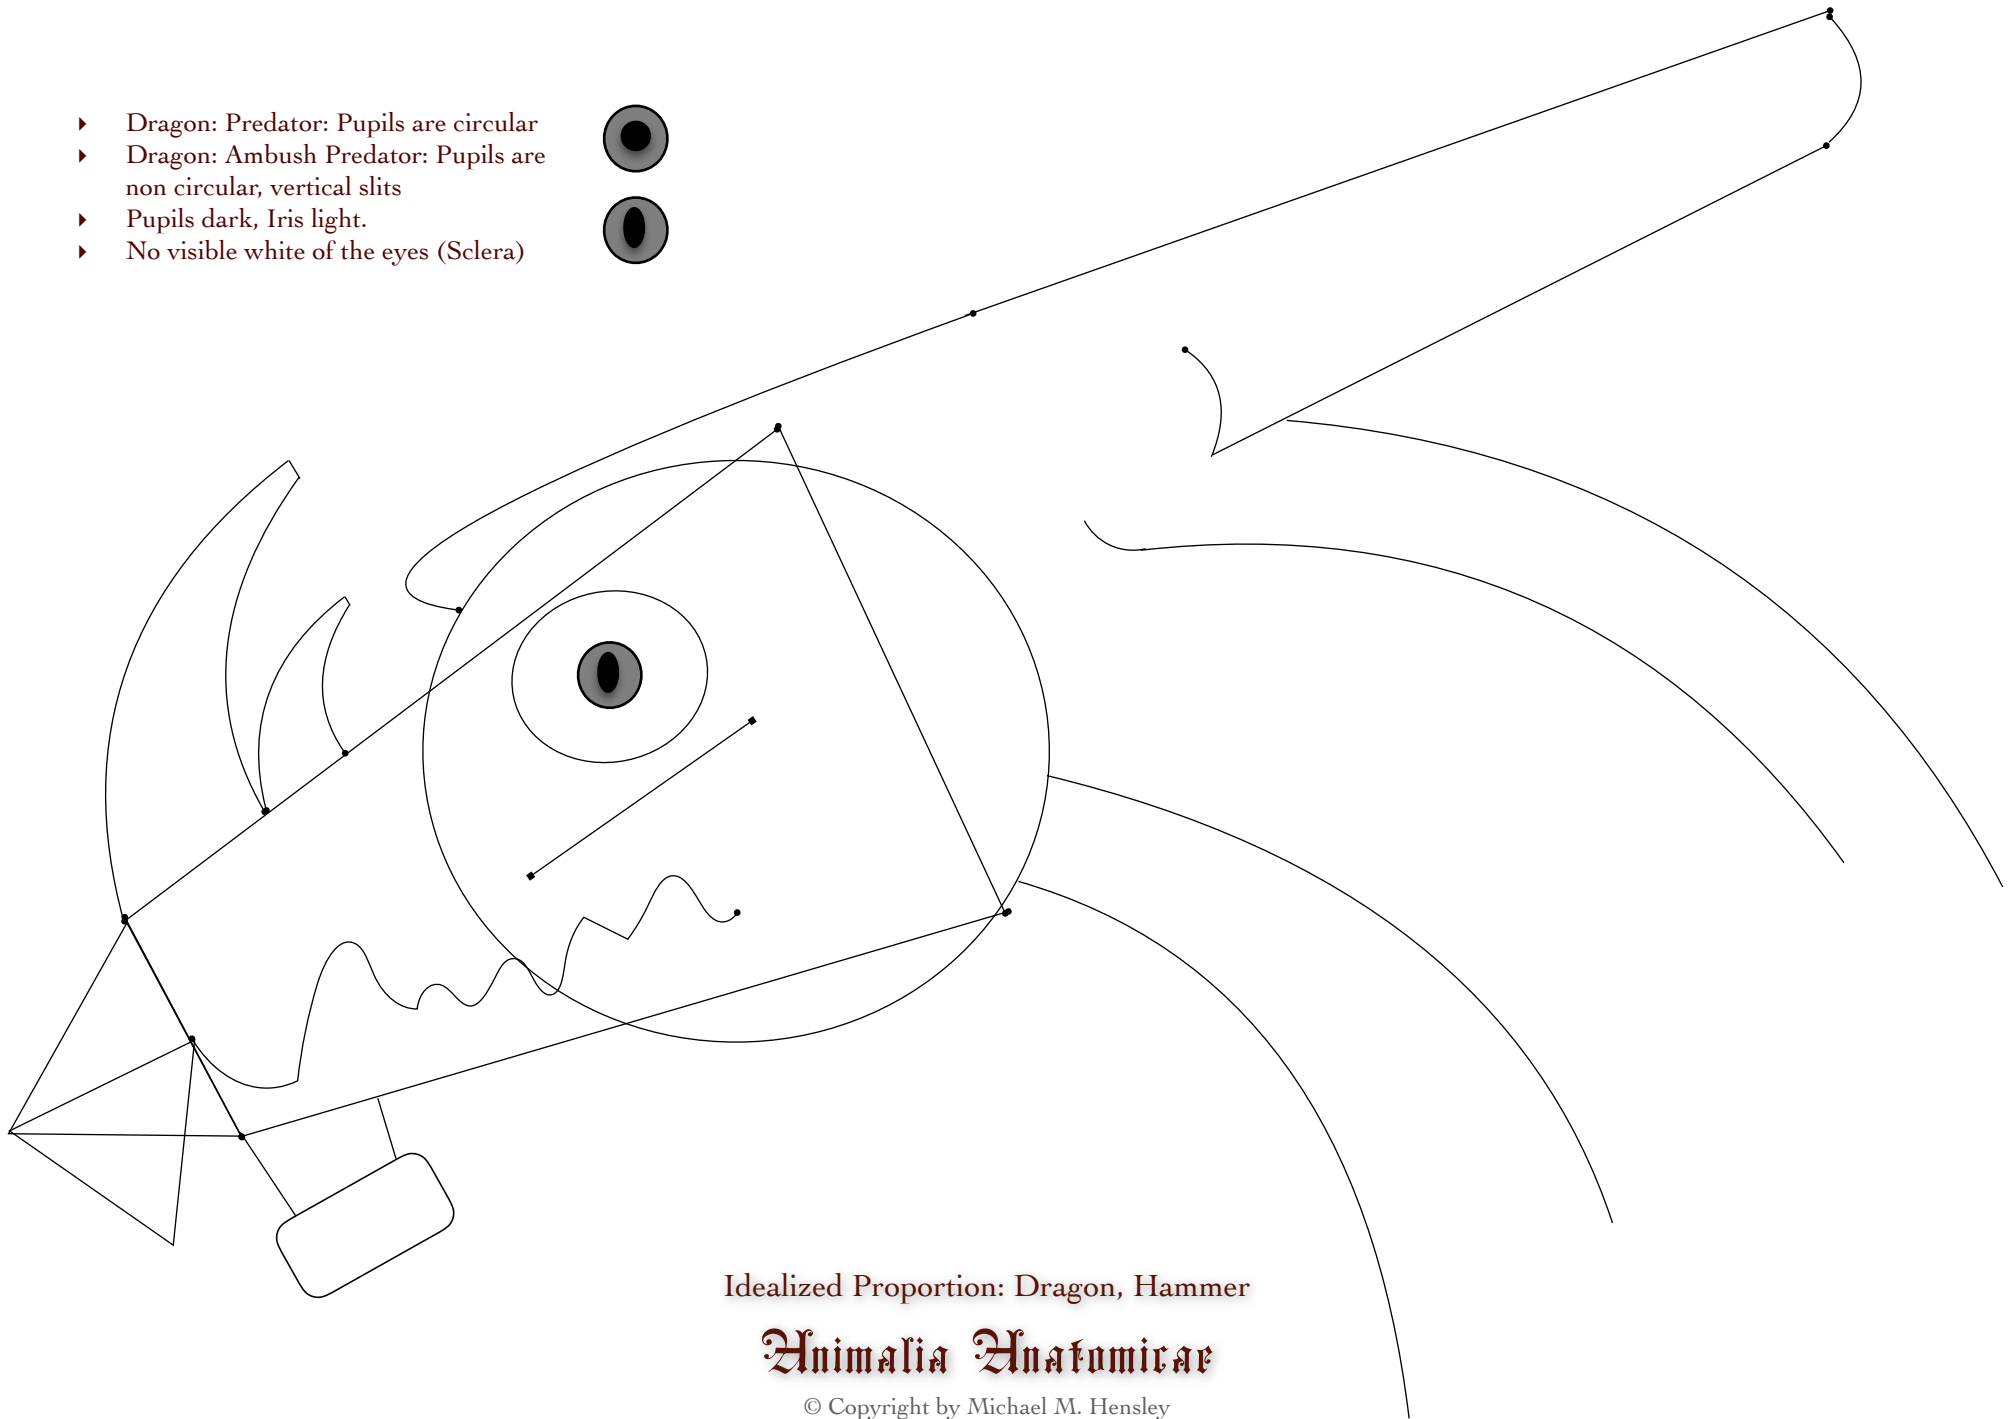 Dragon: Predator: Pupils are circular
Dragon: Ambush Predator: Pupils are
non circular, vertical slits
Pupils dark, Iris light.
No visible white of the eyes (Sclera)
Idealized Proportion: Dragon, Hammer
Animalia Anatomicae
© Copyright by Michael M. Hensley